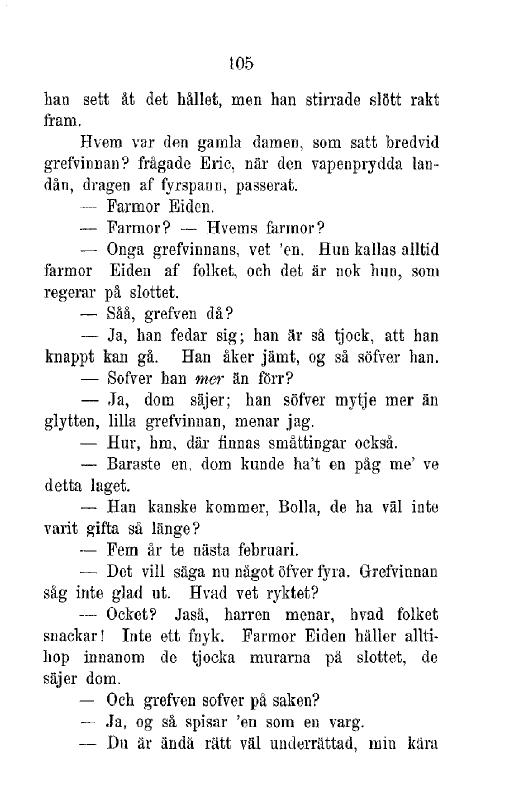 105
han sett åt det hållet, men han stirrade slött rakt
fram.
Hvem var den gamla damen, som satt bredvid
grefvinnan? frågade Eric, när den vapenprydda lan-
dån, dragen af fyrspann, passerat.
— Farmor Eiden.
— Farmor? — Hvems farmor?
— Onga grefvinnans, vet 'en. Hun kallas alltid
farmor Eiden af folket, och det är nok hun, som
regerar på slottet.
— Såå, grefven då?
— Ja, han fedar sig; han är så tjock, att han
knappt kan gå. Han åker jämt, og så söfver han.
— Sofver han mer än förr?
— Ja, dom säjer; han söfver mytje mer än
glytten, lilla grefvinnan, menar jag.
— Hur, hm, där finnas småttingar också.
— Baraste en, dom kunde ha't en påg me' ve
detta laget.
— Han kanske kommer, Bolla, de ha väl inte
varit gifta så länge?
— Fem år te nästa februari.
— Det vill säga nu något öfver fyra. Grefvinnan
såg inte glad ut. Hvad vet ryktet?
— Ocket? Jaså, harren menar, hvad folket
snackar! Inte ett fnyk. Farmor Eiden häller allti-
hop innanom de tjocka murarna på slottet, de
säjer dom.
— Och grefven sofver på saken?
— Ja, og så spisar 'en som en varg.
— Du är ändå rätt väl underrättad, min kära